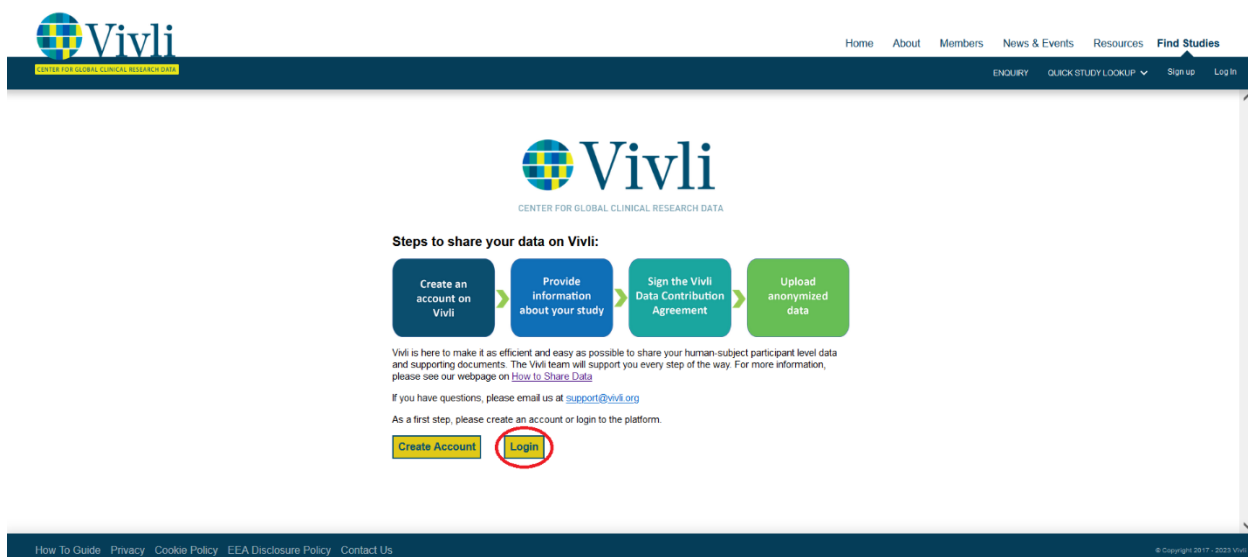 Vivli
CENTER FOR GLOBAL CLINICAL RESEARCH DATA
Home About Members News & Events Resources Find Studies
ENQUIRY QUICK STUDY LOOKUP Sign up Log In
Vivli
CENTER FOR GLOBAL CLINICAL RESEARCH DATA
Steps to share your data on Vivli:
Create an
account on
Vivli
Provide
information
about your study
Sign the Vivli
Data Contribution
Agreement
Upload
anonymized
data
Vivli is here to make it as efficient and easy as possible to share your human-subject participant level data
and supporting documents. The Vivli team will support you every step of the way. For more information,
please see our webpage on How to Share Data
If you have questions, please email us at support@vivli.org
As a first step, please create an account or login to the platform.
Create Account Login
How To Guide Privacy Cookie Policy EEA Disclosure Policy Contact Us
© Copyright 2017 - 2023 Vivli